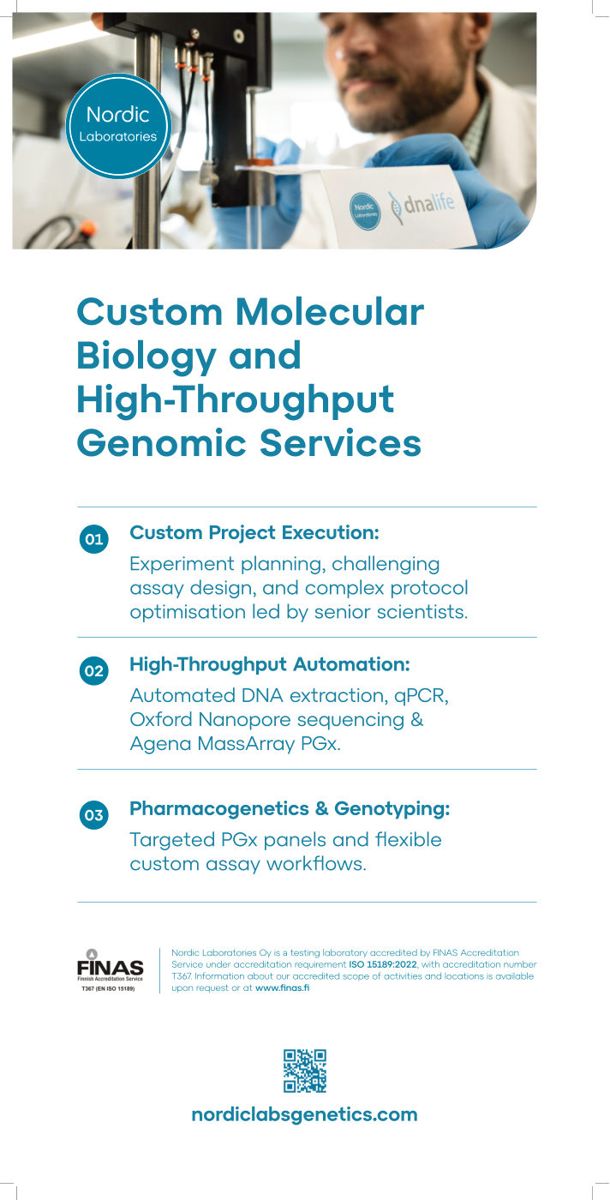 Nordic
Laboratories
Nordic
Laboratories
dnalife
Custom Molecular
Biology and
High-Throughput
Genomic Services
01
Custom Project Execution:
Experiment planning, challenging
assay design, and complex protocol
optimisation led by senior scientists.
02
High-Throughput Automation:
Automated DNA extraction, qPCR,
Oxford Nanopore sequencing &
Agena MassArray PGx.
03
Pharmacogenetics & Genotyping:
Targeted PGx panels and flexible
custom assay workflows.
FINAS
Finnish Accreditation Service
T367 (EN ISO 15189)
Nordic Laboratories Oy is a testing laboratory accredited by FINAS Accreditation
Service under accreditation requirement ISO 15189:2022, with accreditation number
T367. Information about our accredited scope of activities and locations is available
upon request or at www.finas.fi
nordiclabsgenetics.com